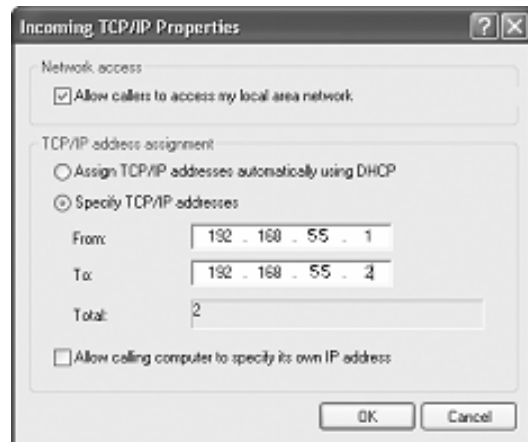 Incoming TCP/IP Properties
Network access
Allow callers to access my local area network
TCP/IP address assignment
Assign TCP/IP addresses automatically using DHCP
Specify TCP/IP addresses
From: 192 . 168 . 55 . 1
To: 192 . 168 . 55 . 2
Total: 2
Allow calling computer to specify its own IP address
OK Cancel